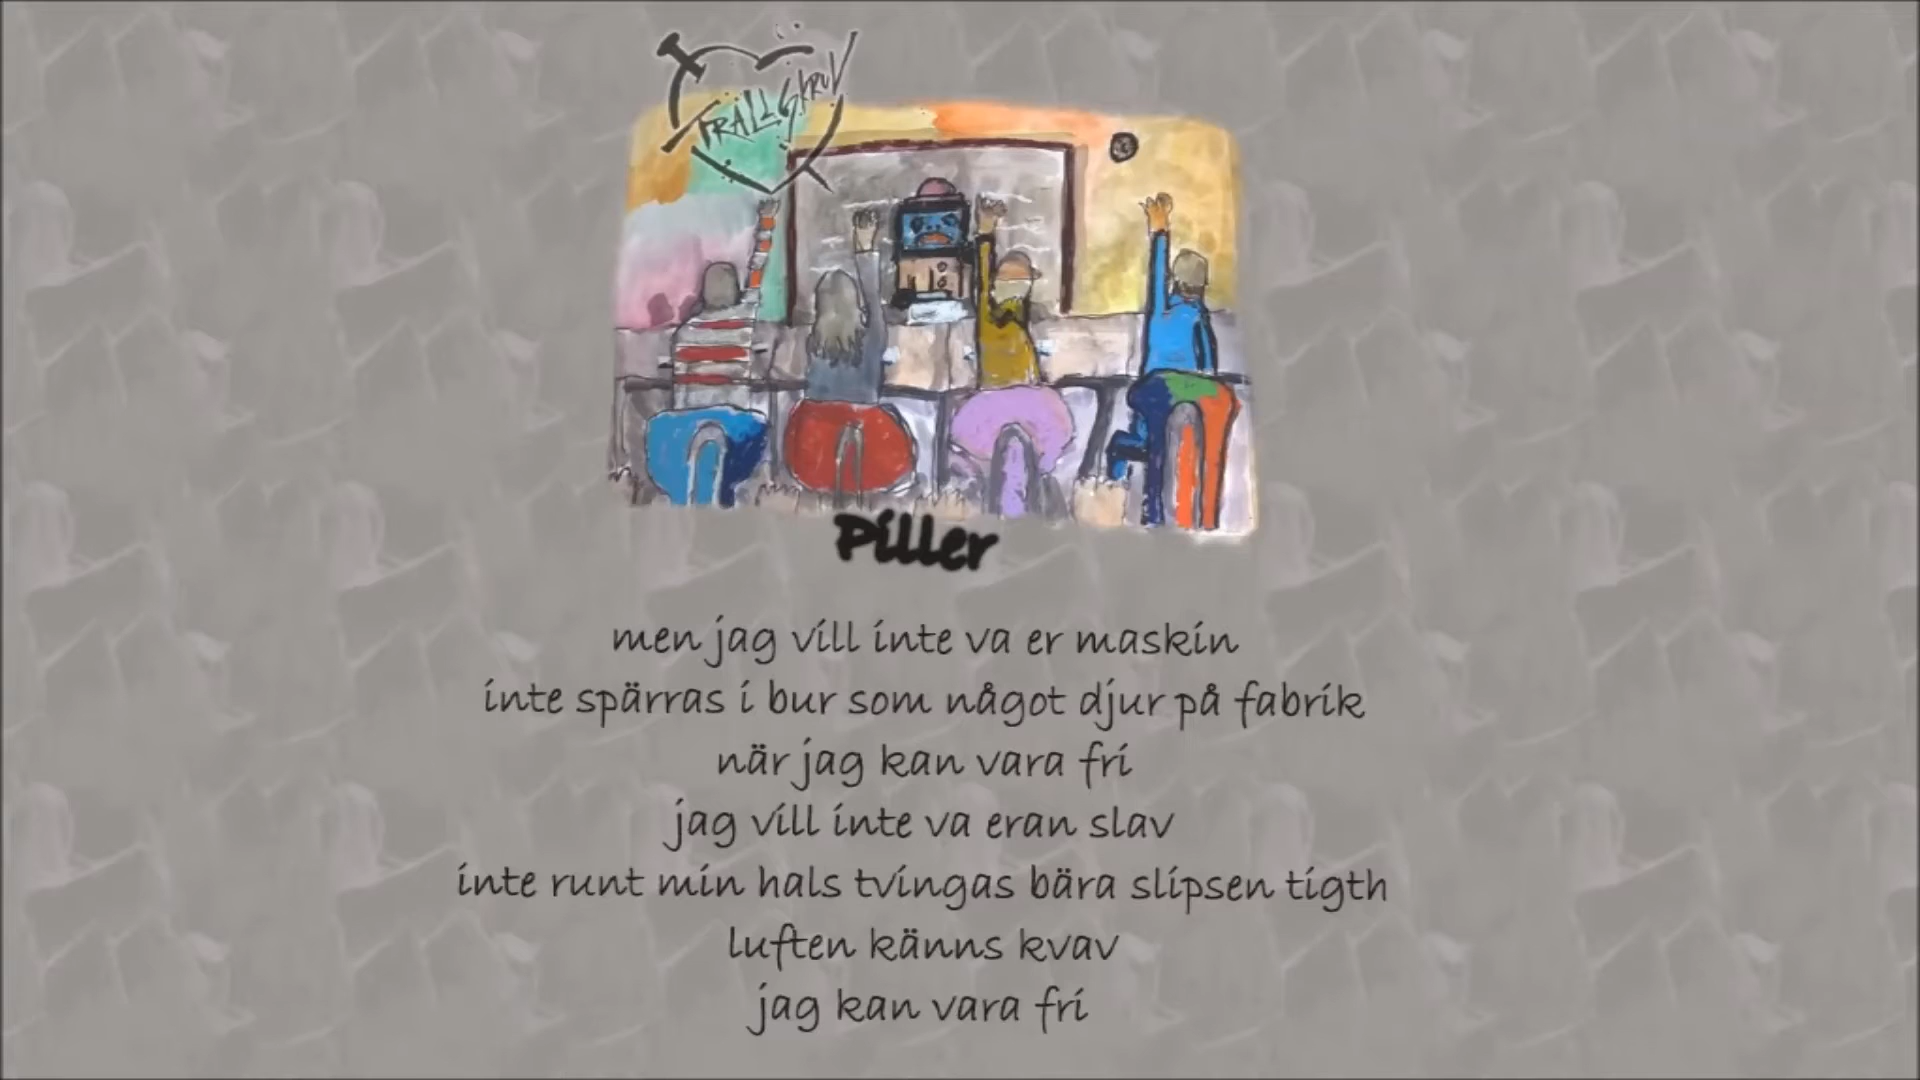 TRALLSKRUV
Piller
men jag vill inte va er maskin
inte spärras i bur som något djur på fabrik
när jag kan vara fri
jag vill inte va eran slav
inte runt min hals tvingas bära slipsen tigth
luften känns kvav
jag kan vara fri